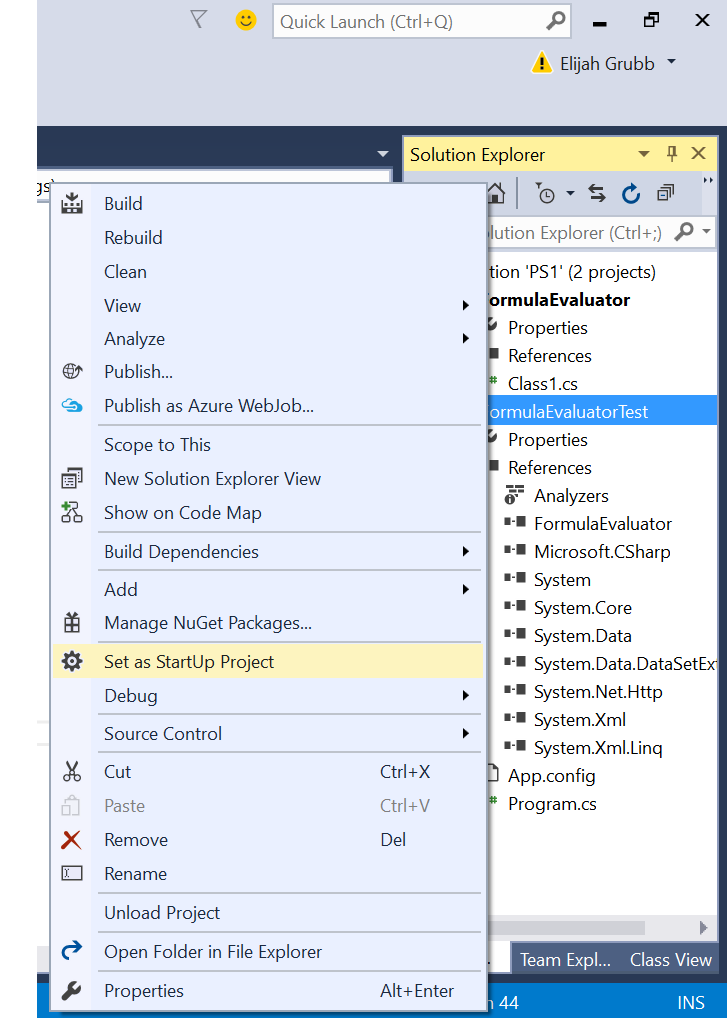 Quick Launch (Ctrl+Q)
Elijah Grubb
Solution Explorer
gs)
lution Explorer (Ctrl+;)
Build
Rebuild
Clean
View
Analyze
Publish...
Publish as Azure WebJob...
Scope to This
New Solution Explorer View
Show on Code Map
Build Dependencies
Add
Manage NuGet Packages...
Set as StartUp Project
Debug
Source Control
Cut Ctrl+X
Paste Ctrl+V
Remove Del
Rename
Unload Project
Open Folder in File Explorer
Properties Alt+Enter
tion 'PS1' (2 projects)
ormulaEvaluator
Properties
References
Class1.cs
ormulaEvaluatorTest
Properties
References
Analyzers
FormulaEvaluator
Microsoft.CSharp
System
System.Core
System.Data
System.Data.DataSetExt
System.Net.Http
System.Xml
System.Xml.Linq
App.config
Program.cs
Team Expl... Class View
44 INS